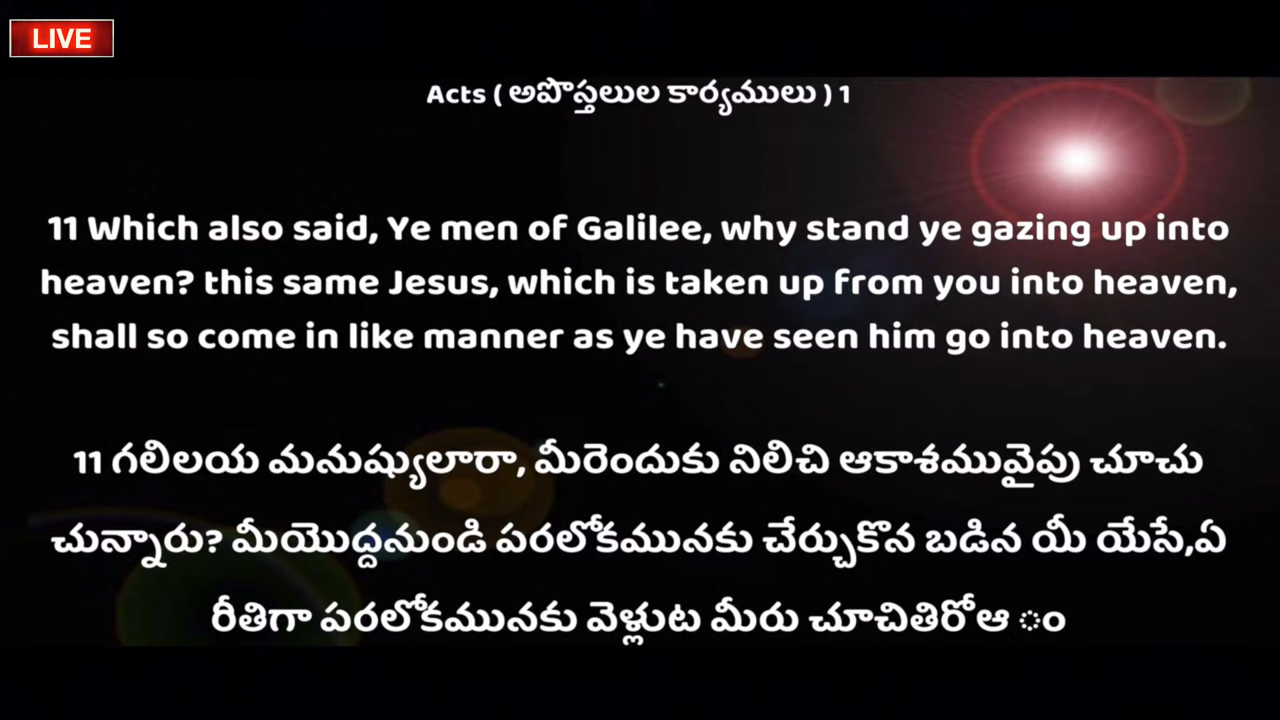 LIVE
Acts ( అపొస్తలుల కార్యములు ) 1
11 Which also said, Ye men of Galilee, why stand ye gazing up into
heaven? this same Jesus, which is taken up from you into heaven,
shall so come in like manner as ye have seen him go into heaven.
11 గలిలయ మనుష్యులారా, మీరెందుకు నిలిచి ఆకాశమువైపు చూచు
చున్నారు? మీయొద్దనుండి పరలోకమునకు చేర్చుకొన బడిన యీ యేసే,ఏ
రీతిగా పరలోకమునకు వెళ్లుట మీరు చూచితిరోఆ ం